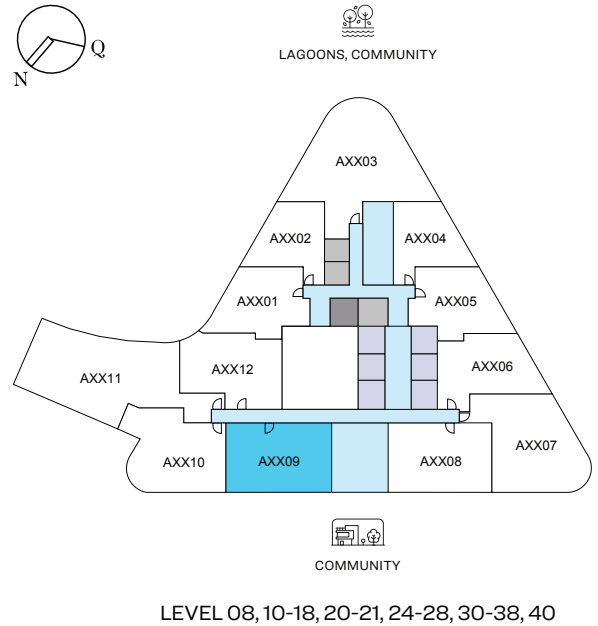 Q
N
LAGOONS, COMMUNITY
AXX03
AXX02
AXX04
AXX01
AXX05
AXX12
AXX06
AXX11
AXX07
AXX10
AXX09
AXX08
COMMUNITY
LEVEL 08, 10-18, 20-21, 24-28, 30-38, 40